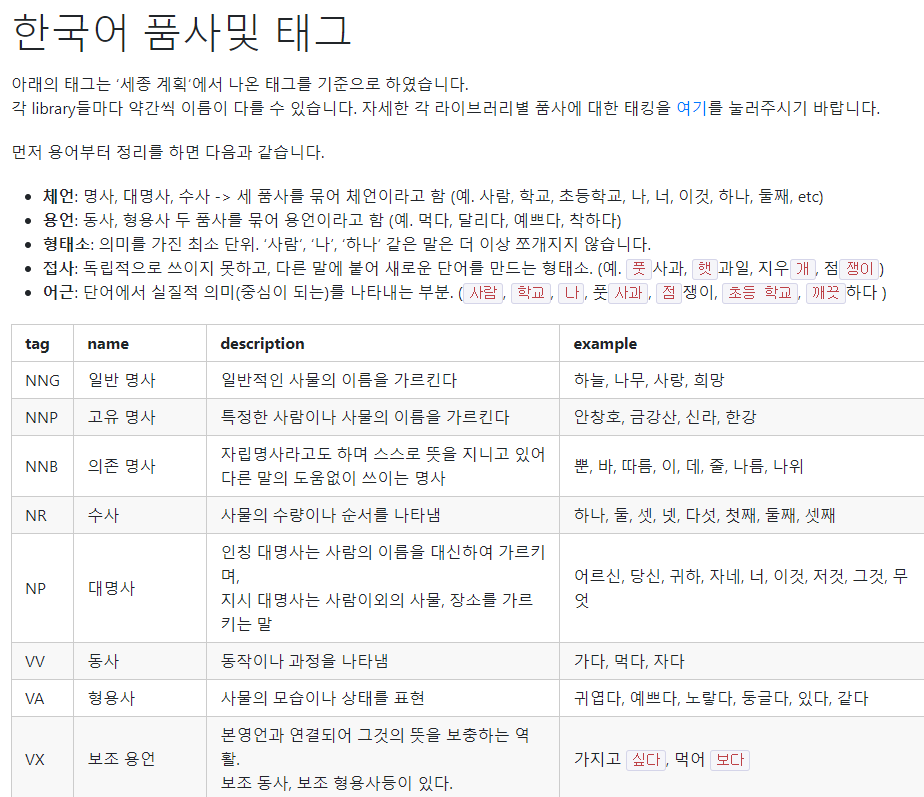 한국어 품사및 태그
아래의 태그는 ‘세종 계획’에서 나온 태그를 기준으로 하였습니다.
각 library들마다 약간씩 이름이 다를 수 있습니다. 자세한 각 라이브러리별 품사에 대한 태킹을 여기를 눌러주시기 바랍니다.
먼저 용어부터 정리를 하면 다음과 같습니다.
• 체언: 명사, 대명사, 수사 -> 세 품사를 묶어 체언이라고 함 (예. 사람, 학교, 초등학교, 나, 너, 이것, 하나, 둘째, etc)
• 용언: 동사, 형용사 두 품사를 묶어 용언이라고 함 (예. 먹다, 달리다, 예쁘다, 착하다)
• 형태소: 의미를 가진 최소 단위. ‘사람’, ‘나’, ‘하나’ 같은 말은 더 이상 쪼개지지 않습니다.
• 접사: 독립적으로 쓰이지 못하고, 다른 말에 붙어 새로운 단어를 만드는 형태소. (예. 풋사과, 햇과일, 지우개, 점쟁이)
• 어근: 단어에서 실질적 의미(중심이 되는)를 나타내는 부분. (사람, 학교, 나, 풋사과, 점쟁이, 초등 학교, 깨끗하다 )
tag name description example
NNG 일반 명사 일반적인 사물의 이름을 가르킨다 하늘, 나무, 사랑, 희망
NNP 고유 명사 특정한 사람이나 사물의 이름을 가르킨다 안창호, 금강산, 신라, 한강
NNB 의존 명사 자립명사라고도 하며 스스로 뜻을 지니고 있어
다른 말의 도움없이 쓰이는 명사 뿐, 바, 따름, 이, 데, 줄, 나름, 나위
NR 수사 사물의 수량이나 순서를 나타냄 하나, 둘, 셋, 넷, 다섯, 첫째, 둘째, 셋째
NP 대명사 인칭 대명사는 사람의 이름을 대신하여 가르키
며,
지시 대명사는 사람이외의 사물, 장소를 가르
키는 말 어르신, 당신, 귀하, 자네, 너, 이것, 저것, 그것, 무
엇
VV 동사 동작이나 과정을 나타냄 가다, 먹다, 자다
VA 형용사 사물의 모습이나 상태를 표현 귀엽다, 예쁘다, 노랗다, 둥글다, 있다, 같다
VX 보조 용언 본영언과 연결되어 그것의 뜻을 보충하는 역
활.
보조 동사, 보조 형용사등이 있다. 가지고 싶다, 먹어 보다